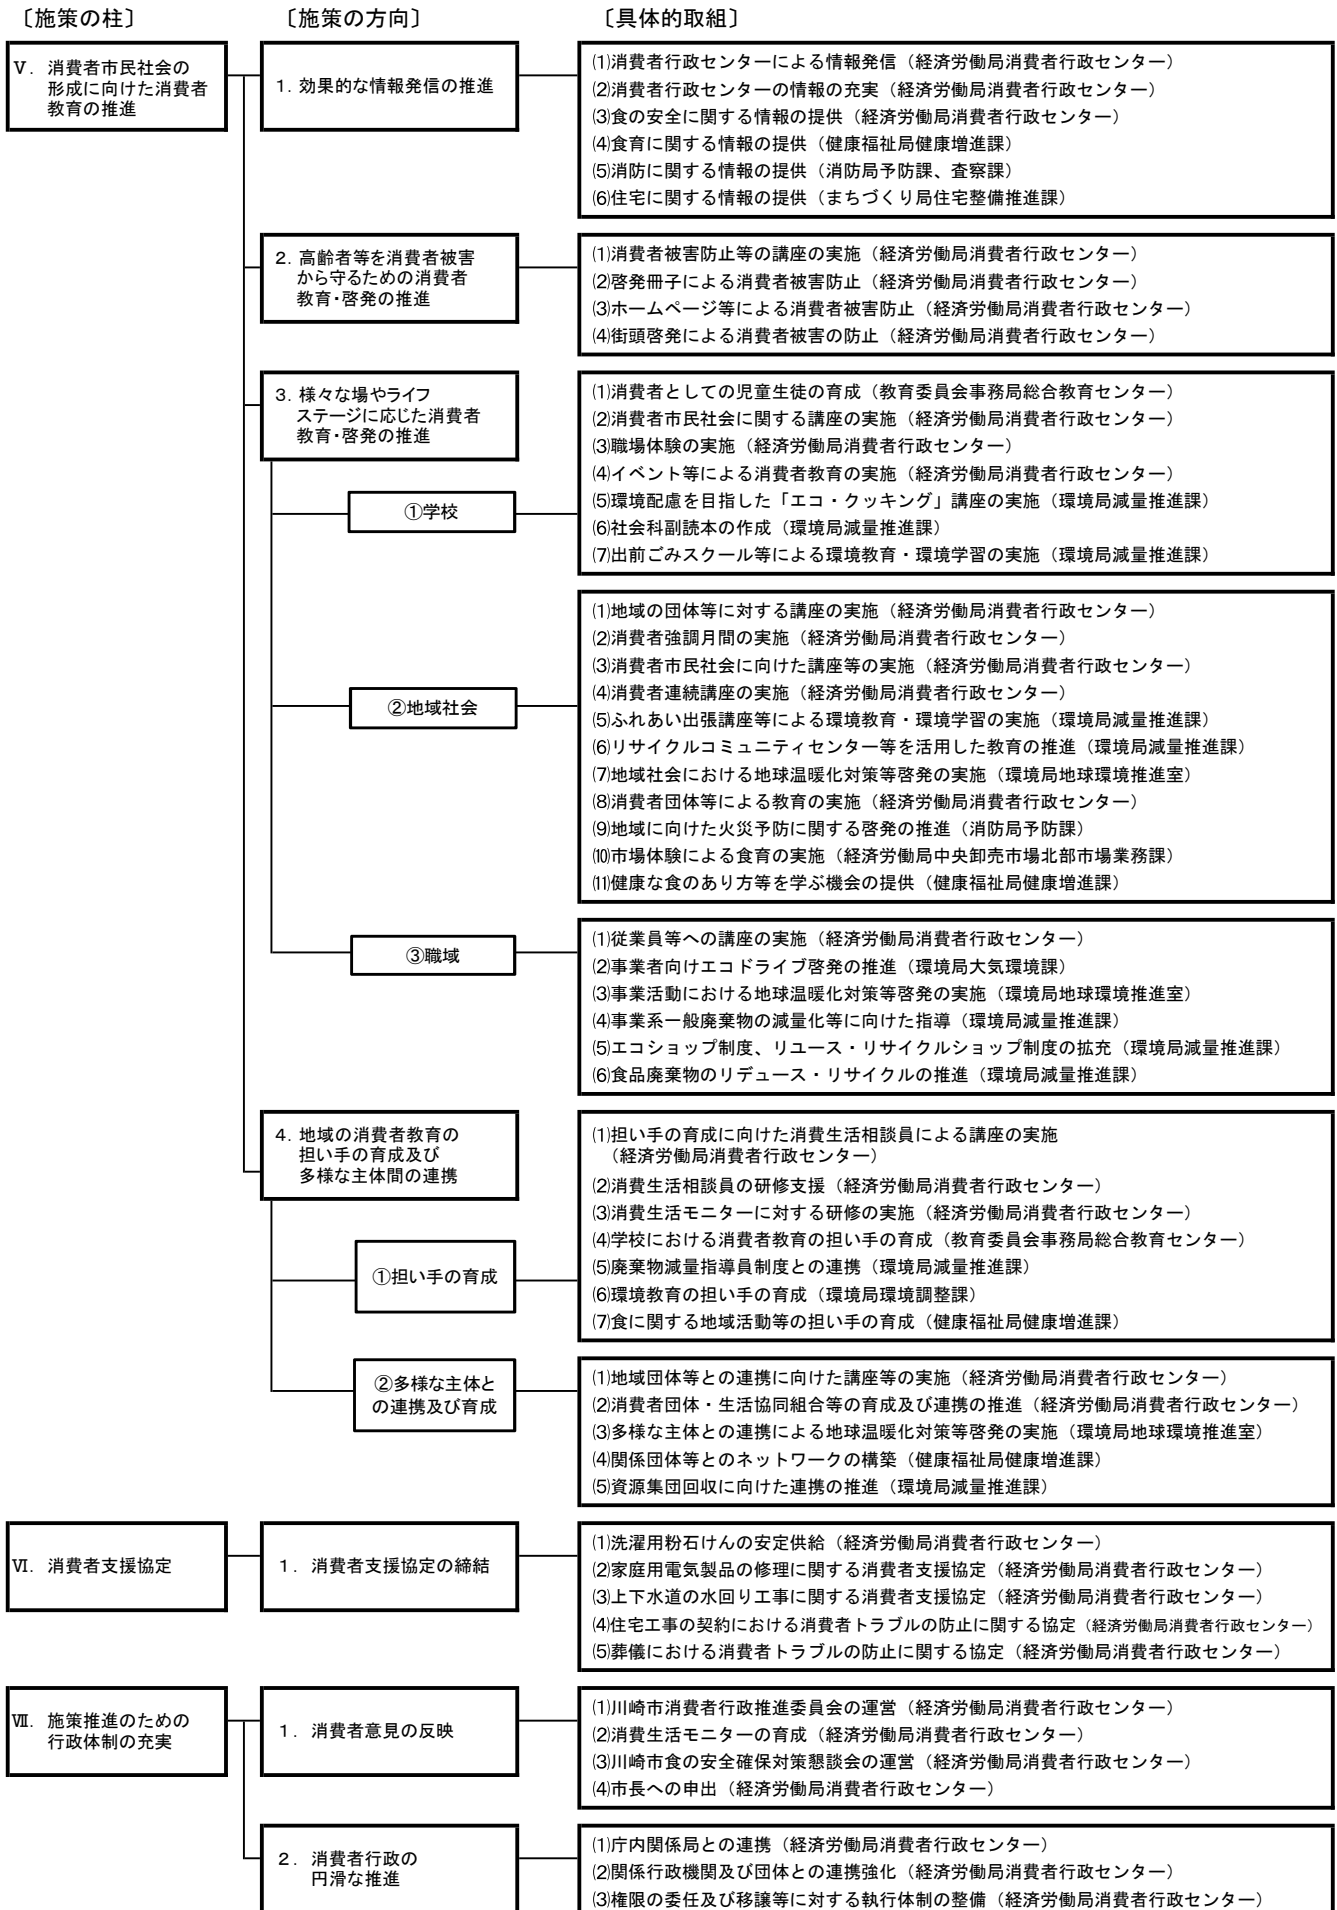 〔施策の柱〕
〔施策の方向〕
〔具体的取組〕
Ⅴ．消費者市民社会の
形成に向けた消費者
教育の推進
1. 効果的な情報発信の推進
⑴消費者行政センターによる情報発信（経済労働局消費者行政センター）
⑵消費者行政センターの情報の充実（経済労働局消費者行政センター）
⑶食の安全に関する情報の提供（経済労働局消費者行政センター）
⑷食育に関する情報の提供（健康福祉局健康増進課）
⑸消防に関する情報の提供（消防局予防課、査察課）
⑹住宅に関する情報の提供（まちづくり局住宅整備推進課）
2. 高齢者等を消費者被害
から守るための消費者
教育・啓発の推進
⑴消費者被害防止等の講座の実施（経済労働局消費者行政センター）
⑵啓発冊子による消費者被害防止（経済労働局消費者行政センター）
⑶ホームページ等による消費者被害防止（経済労働局消費者行政センター）
⑷街頭啓発による消費者被害の防止（経済労働局消費者行政センター）
3. 様々な場やライフ
ステージに応じた消費者
教育・啓発の推進
①学校
⑴消費者としての児童生徒の育成（教育委員会事務局総合教育センター）
⑵消費者市民社会に関する講座の実施（経済労働局消費者行政センター）
⑶職場体験の実施（経済労働局消費者行政センター）
⑷イベント等による消費者教育の実施（経済労働局消費者行政センター）
⑸環境配慮を目指した「エコ・クッキング」講座の実施（環境局減量推進課）
⑹社会科副読本の作成（環境局減量推進課）
⑺出前ごみスクール等による環境教育・環境学習の実施（環境局減量推進課）
②地域社会
⑴地域の団体等に対する講座の実施（経済労働局消費者行政センター）
⑵消費者強調月間の実施（経済労働局消費者行政センター）
⑶消費者市民社会に向けた講座等の実施（経済労働局消費者行政センター）
⑷消費者連続講座の実施（経済労働局消費者行政センター）
⑸ふれあい出張講座等による環境教育・環境学習の実施（環境局減量推進課）
⑹リサイクルコミュニティセンター等を活用した教育の推進（環境局減量推進課）
⑺地域社会における地球温暖化対策等啓発の実施（環境局地球環境推進室）
⑻消費者団体等による教育の実施（経済労働局消費者行政センター）
⑼地域に向けた火災予防に関する啓発の推進（消防局予防課）
⑽市場体験による食育の実施（経済労働局中央卸売市場北部市場業務課）
⑾健康な食のあり方等を学ぶ機会の提供（健康福祉局健康増進課）
③職域
⑴従業員等への講座の実施（経済労働局消費者行政センター）
⑵事業者向けエコドライブ啓発の推進（環境局大気環境課）
⑶事業活動における地球温暖化対策等啓発の実施（環境局地球環境推進室）
⑷事業系一般廃棄物の減量化等に向けた指導（環境局減量推進課）
⑸エコショップ制度、リユース・リサイクルショップ制度の拡充（環境局減量推進課）
⑹食品廃棄物のリデュース・リサイクルの推進（環境局減量推進課）
4. 地域の消費者教育の
担い手の育成及び
多様な主体間の連携
①担い手の育成
⑴担い手の育成に向けた消費生活相談員による講座の実施
（経済労働局消費者行政センター）
⑵消費生活相談員の研修支援（経済労働局消費者行政センター）
⑶消費生活モニターに対する研修の実施（経済労働局消費者行政センター）
⑷学校における消費者教育の担い手の育成（教育委員会事務局総合教育センター）
⑸廃棄物減量指導員制度との連携（環境局減量推進課）
⑹環境教育の担い手の育成（環境局環境調整課）
⑺食に関する地域活動等の担い手の育成（健康福祉局健康増進課）
②多様な主体と
の連携及び育成
⑴地域団体等との連携に向けた講座等の実施（経済労働局消費者行政センター）
⑵消費者団体・生活協同組合等の育成及び連携の推進（経済労働局消費者行政センター）
⑶多様な主体との連携による地球温暖化対策等啓発の実施（環境局地球環境推進室）
⑷関係団体等とのネットワークの構築（健康福祉局健康増進課）
⑸資源集団回収に向けた連携の推進（環境局減量推進課）
Ⅵ．消費者支援協定
1．消費者支援協定の締結
⑴洗濯用粉石けんの安定供給（経済労働局消費者行政センター）
⑵家庭用電気製品の修理に関する消費者支援協定（経済労働局消費者行政センター）
⑶上下水道の水回り工事に関する消費者支援協定（経済労働局消費者行政センター）
⑷住宅工事の契約における消費者トラブルの防止に関する協定（経済労働局消費者行政センター）
⑸葬儀における消費者トラブルの防止に関する協定（経済労働局消費者行政センター）
Ⅶ．施策推進のための
行政体制の充実
1．消費者意見の反映
⑴川崎市消費者行政推進委員会の運営（経済労働局消費者行政センター）
⑵消費生活モニターの育成（経済労働局消費者行政センター）
⑶川崎市食の安全確保対策懇談会の運営（経済労働局消費者行政センター）
⑷市長への申出（経済労働局消費者行政センター）
2．消費者行政の
円滑な推進
⑴庁内関係局との連携（経済労働局消費者行政センター）
⑵関係行政機関及び団体との連携強化（経済労働局消費者行政センター）
⑶権限の委任及び移譲等に対する執行体制の整備（経済労働局消費者行政センター）